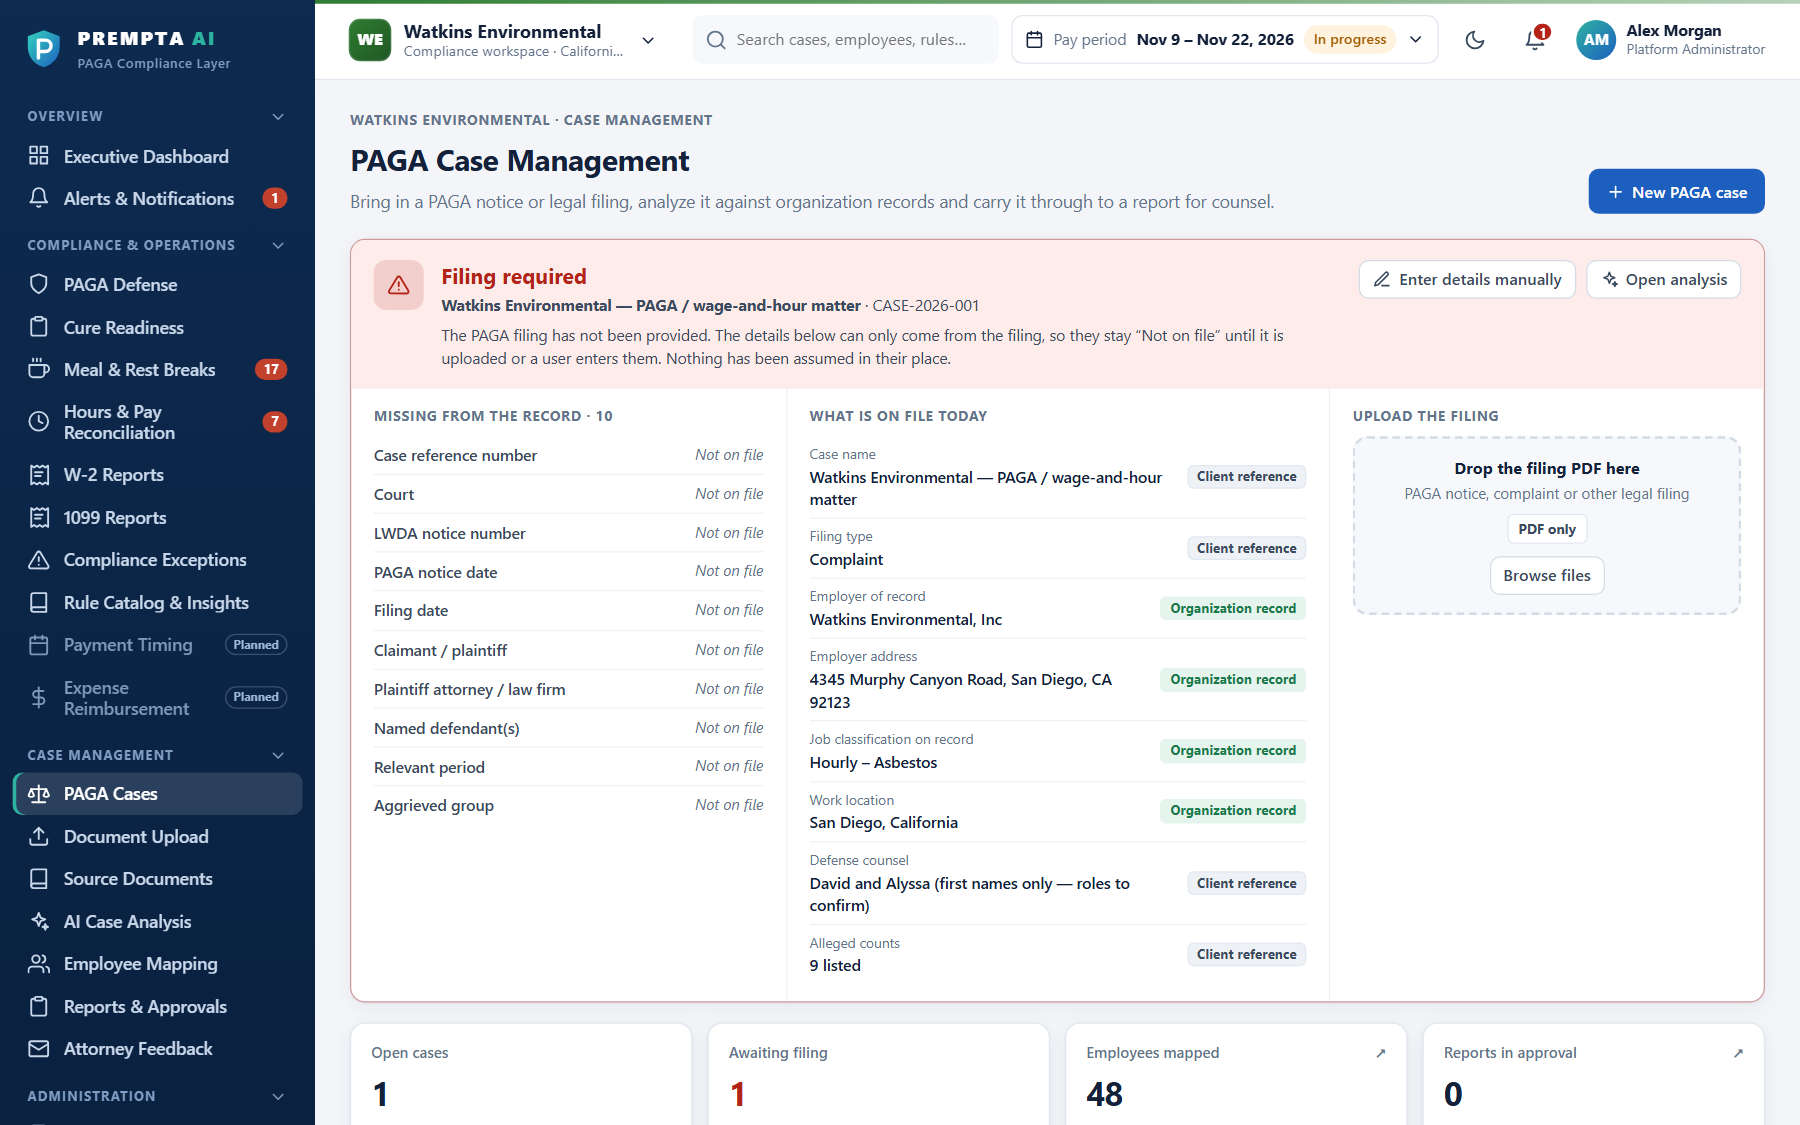 PREMPTA AI
PAGA Compliance Layer
OVERVIEW
Executive Dashboard
Alerts & Notifications
1
COMPLIANCE & OPERATIONS
PAGA Defense
Cure Readiness
Meal & Rest Breaks
17
Hours & Pay
Reconciliation
7
W-2 Reports
1099 Reports
Compliance Exceptions
Rule Catalog & Insights
Payment Timing
Planned
Expense
Reimbursement
Planned
CASE MANAGEMENT
PAGA Cases
Document Upload
Source Documents
AI Case Analysis
Employee Mapping
Reports & Approvals
Attorney Feedback
ADMINISTRATION
WE
Watkins Environmental
Compliance workspace · Californi...
Search cases, employees, rules...
Pay period Nov 9 – Nov 22, 2026 In progress
1
AM
Alex Morgan
Platform Administrator
WATKINS ENVIRONMENTAL · CASE MANAGEMENT
PAGA Case Management
Bring in a PAGA notice or legal filing, analyze it against organization records and carry it through to a report for counsel.
New PAGA case
Filing required
Watkins Environmental — PAGA / wage-and-hour matter · CASE-2026-001
The PAGA filing has not been provided. The details below can only come from the filing, so they stay “Not on file” until it is
uploaded or a user enters them. Nothing has been assumed in their place.
Enter details manually
Open analysis
MISSING FROM THE RECORD · 10
Case reference number Not on file
Court Not on file
LWDA notice number Not on file
PAGA notice date Not on file
Filing date Not on file
Claimant / plaintiff Not on file
Plaintiff attorney / law firm Not on file
Named defendant(s) Not on file
Relevant period Not on file
Aggrieved group Not on file
WHAT IS ON FILE TODAY
Case name
Watkins Environmental — PAGA / wage-and-hour
matter
Client reference
Filing type
Complaint
Client reference
Employer of record
Watkins Environmental, Inc
Organization record
Employer address
4345 Murphy Canyon Road, San Diego, CA
92123
Organization record
Job classification on record
Hourly – Asbestos
Organization record
Work location
San Diego, California
Organization record
Defense counsel
David and Alyssa (first names only — roles to
confirm)
Client reference
Alleged counts
9 listed
Client reference
UPLOAD THE FILING
Drop the filing PDF here
PAGA notice, complaint or other legal filing
PDF only
Browse files
Open cases
1
Awaiting filing
1
Employees mapped
48
Reports in approval
0